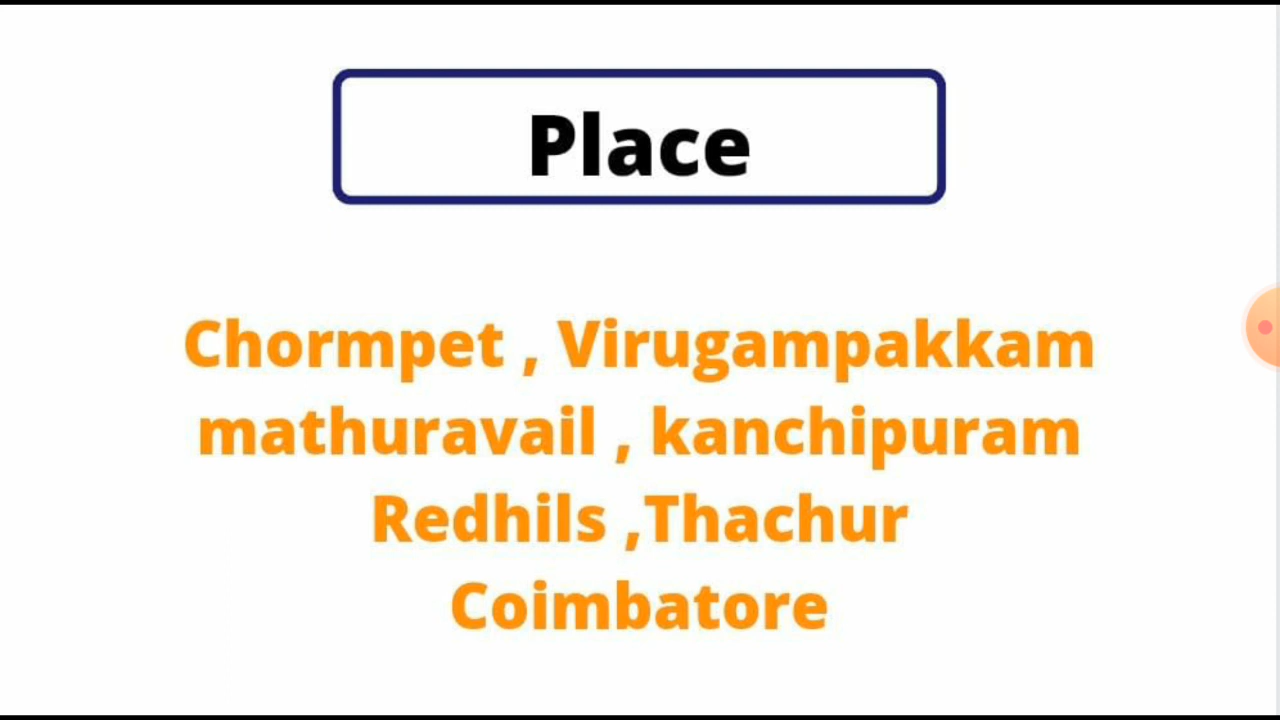 Place
Chormpet , Virugampakkam
mathuravail , kanchipuram
Redhils ,Thachur
Coimbatore